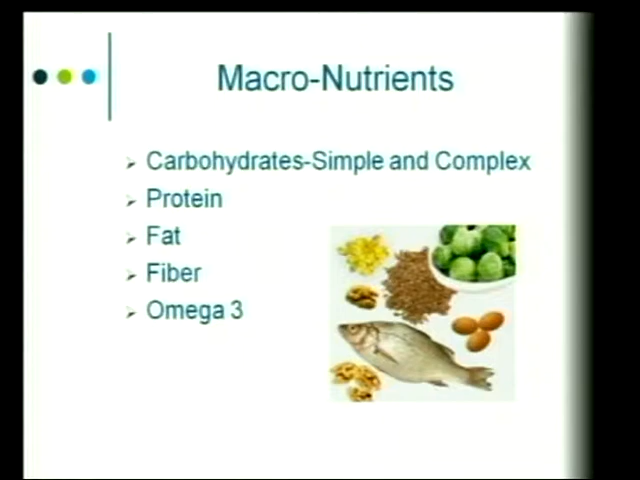 Macro-Nutrients
Carbohydrates-Simple and Complex
Protein
Fat
Fiber
Omega 3